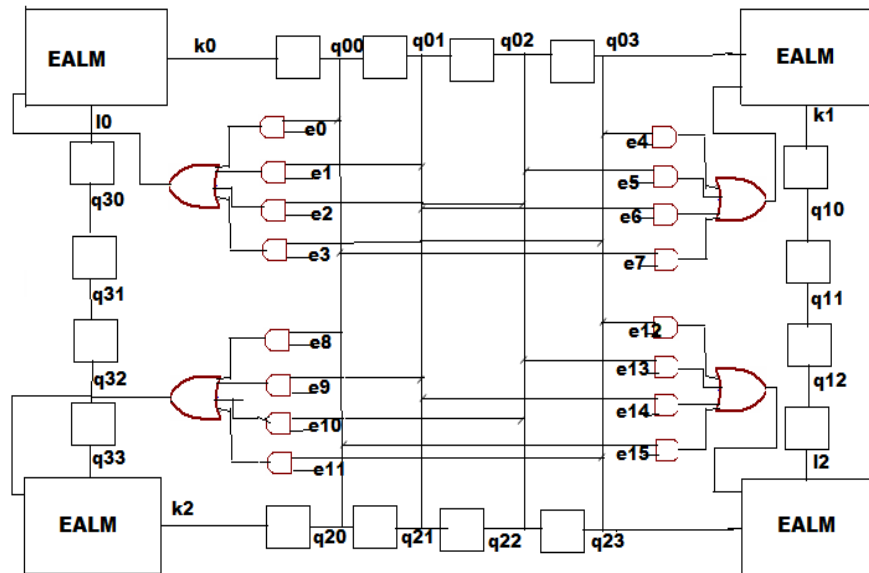 EALM
k0
q00
q01
q02
q03
EALM
l0
k1
e0
e4
q30
e1
e5
q10
e2
e6
e3
e7
q31
q11
e8
e12
q32
e9
e13
q12
e10
e14
q33
e11
e15
l2
EALM
k2
q20
q21
q22
q23
EALM